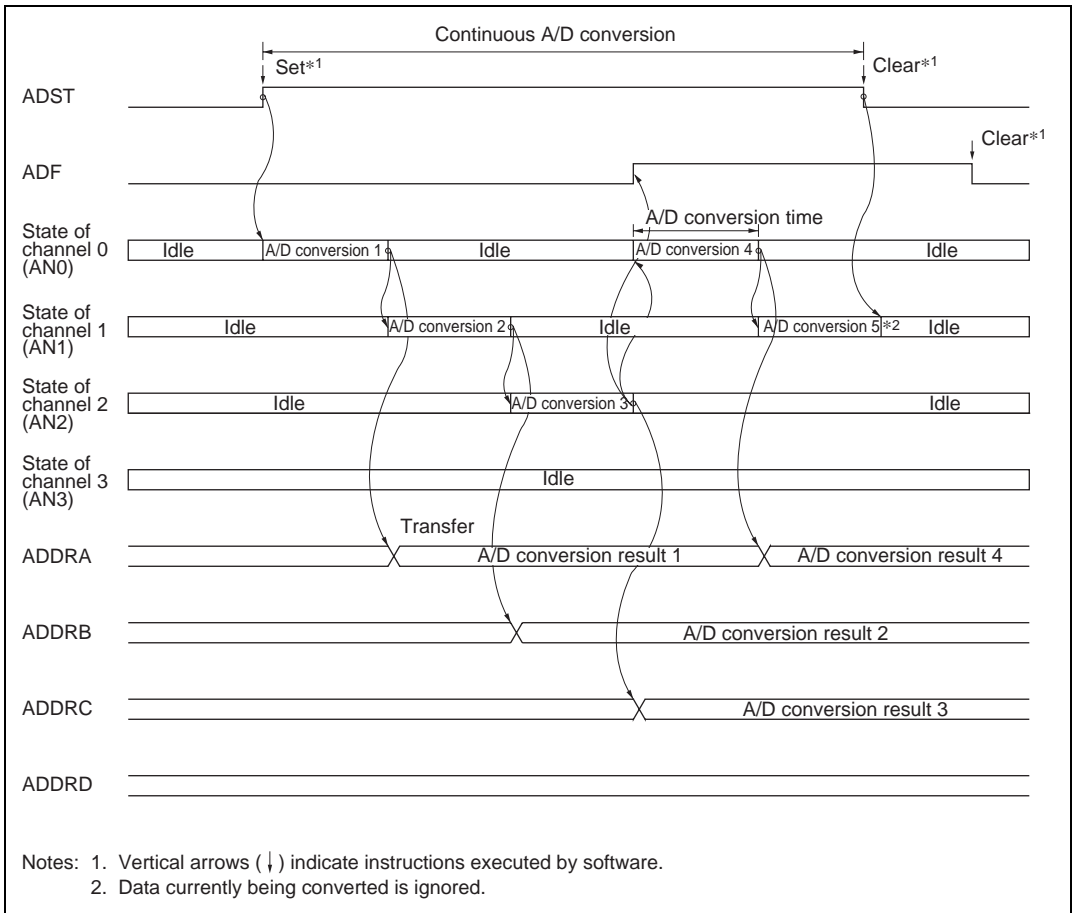 Continuous A/D conversion
Set*1
Clear*1
ADST
Clear*1
ADF
A/D conversion time
State of
channel 0
(AN0)
Idle
A/D conversion 1
Idle
A/D conversion 4
Idle
State of
channel 1
(AN1)
Idle
A/D conversion 2
Idle
A/D conversion 5
*2
Idle
State of
channel 2
(AN2)
Idle
A/D conversion 3
Idle
State of
channel 3
(AN3)
Idle
Transfer
ADDRA
A/D conversion result 1
A/D conversion result 4
ADDRB
A/D conversion result 2
ADDRC
A/D conversion result 3
ADDRD
Notes: 1. Vertical arrows (↓) indicate instructions executed by software.
2. Data currently being converted is ignored.